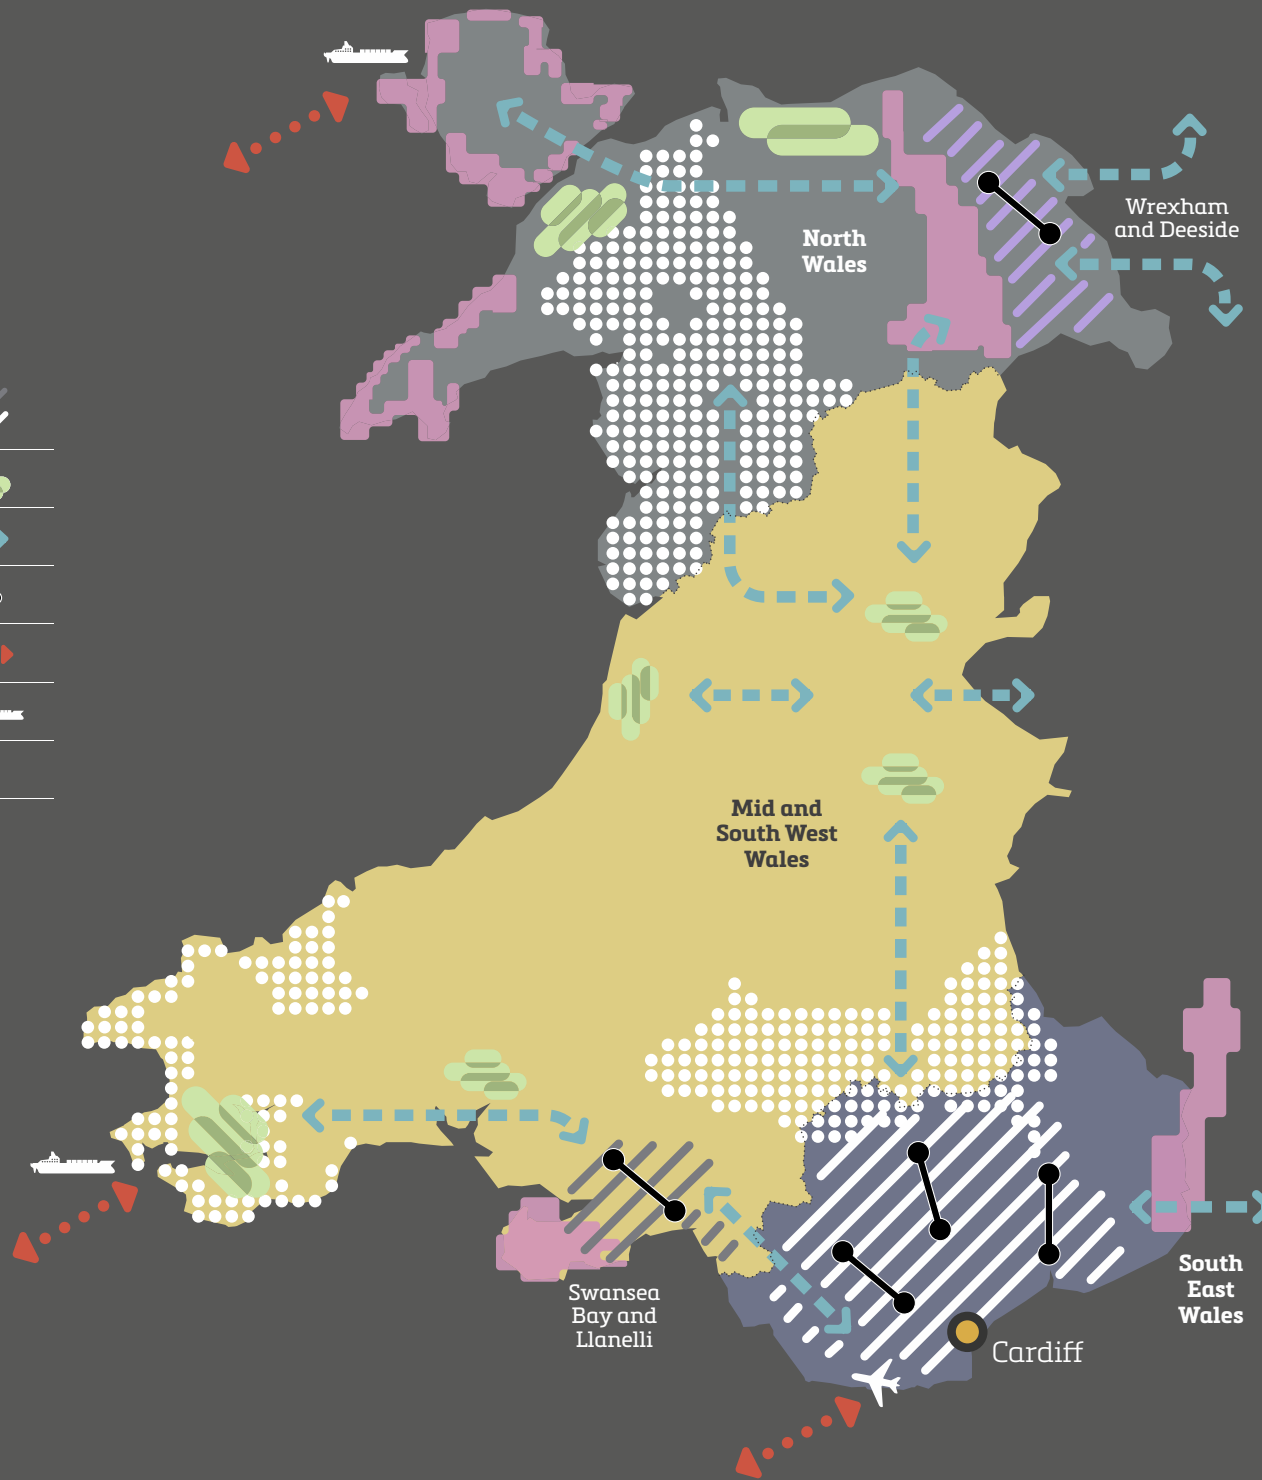 Wrexham
and Deeside
North
Wales
Mid and
South West
Wales
Swansea
Bay and
Llanelli
South
East
Wales
Cardiff